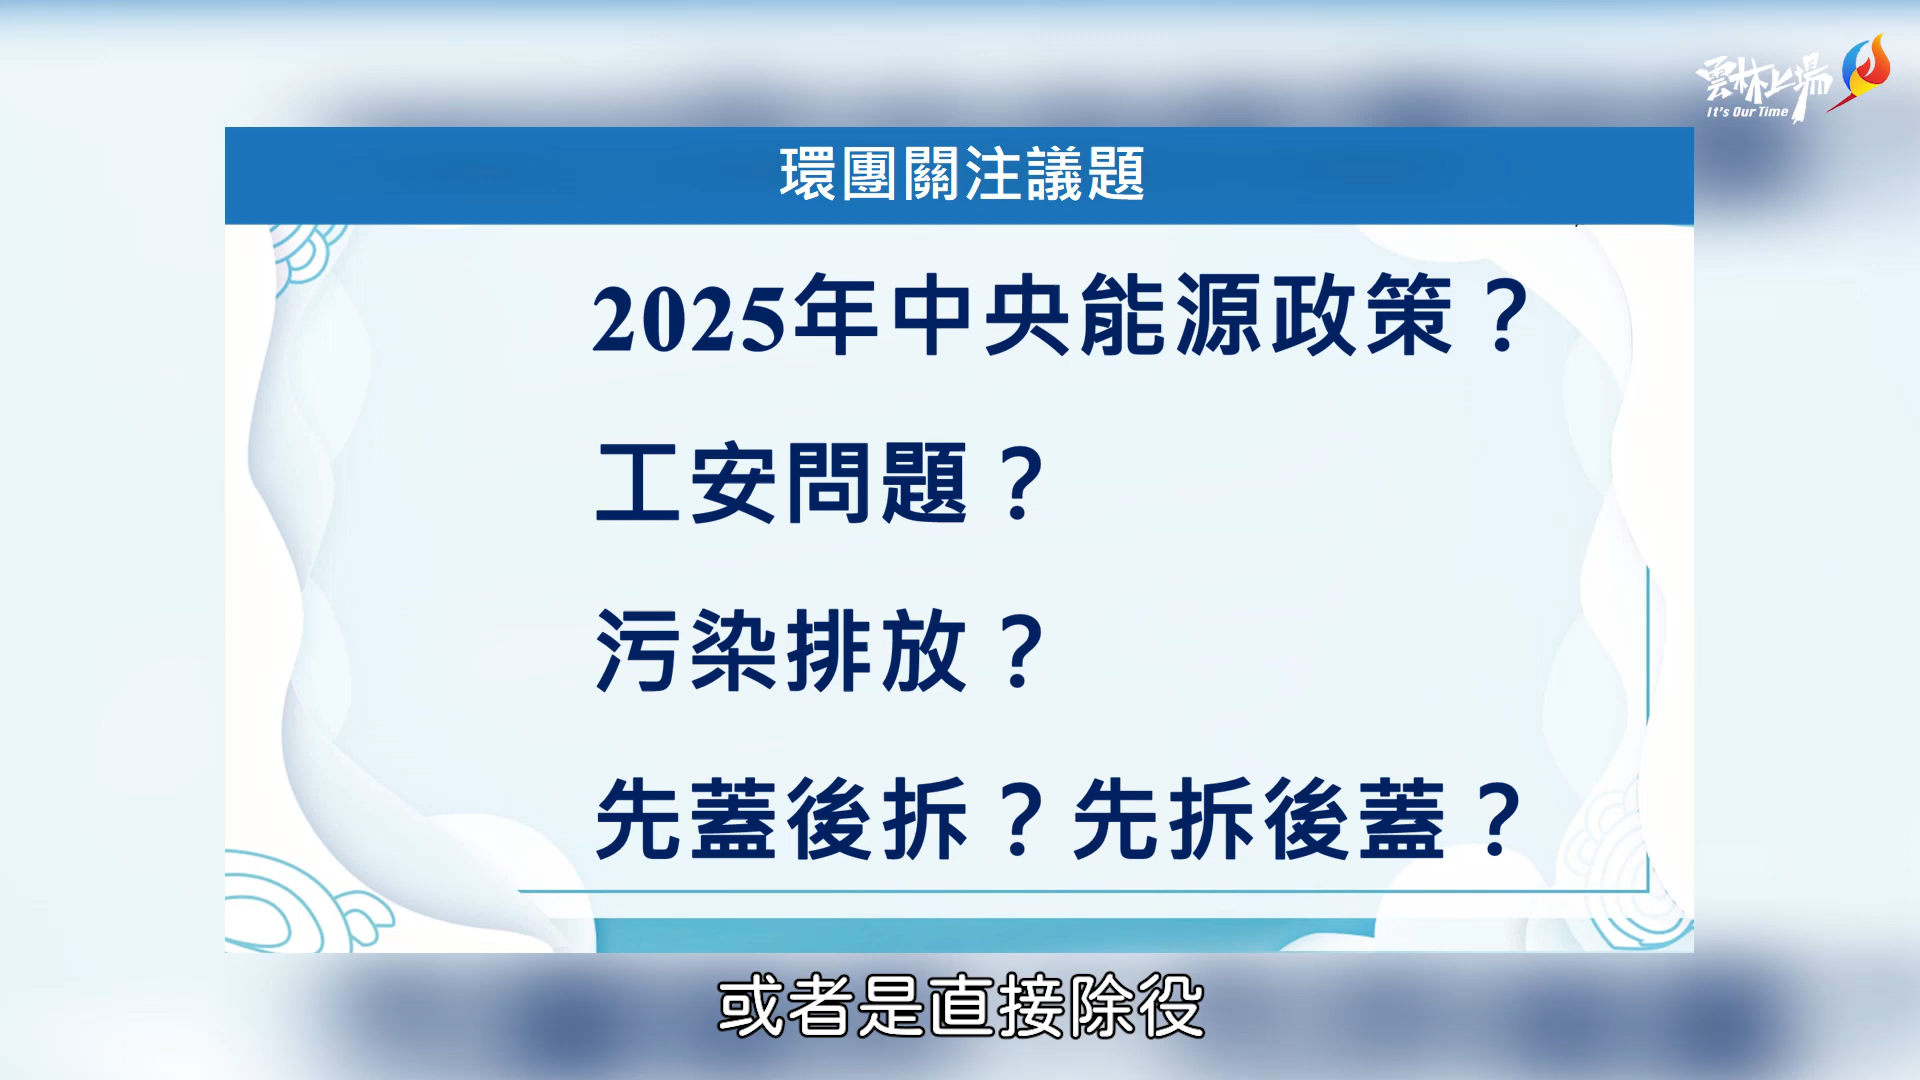 雲林上場
It's Our Time
環團關注議題
2025年中央能源政策？
工安問題？
污染排放？
先蓋後拆？先拆後蓋？
或者是直接除役